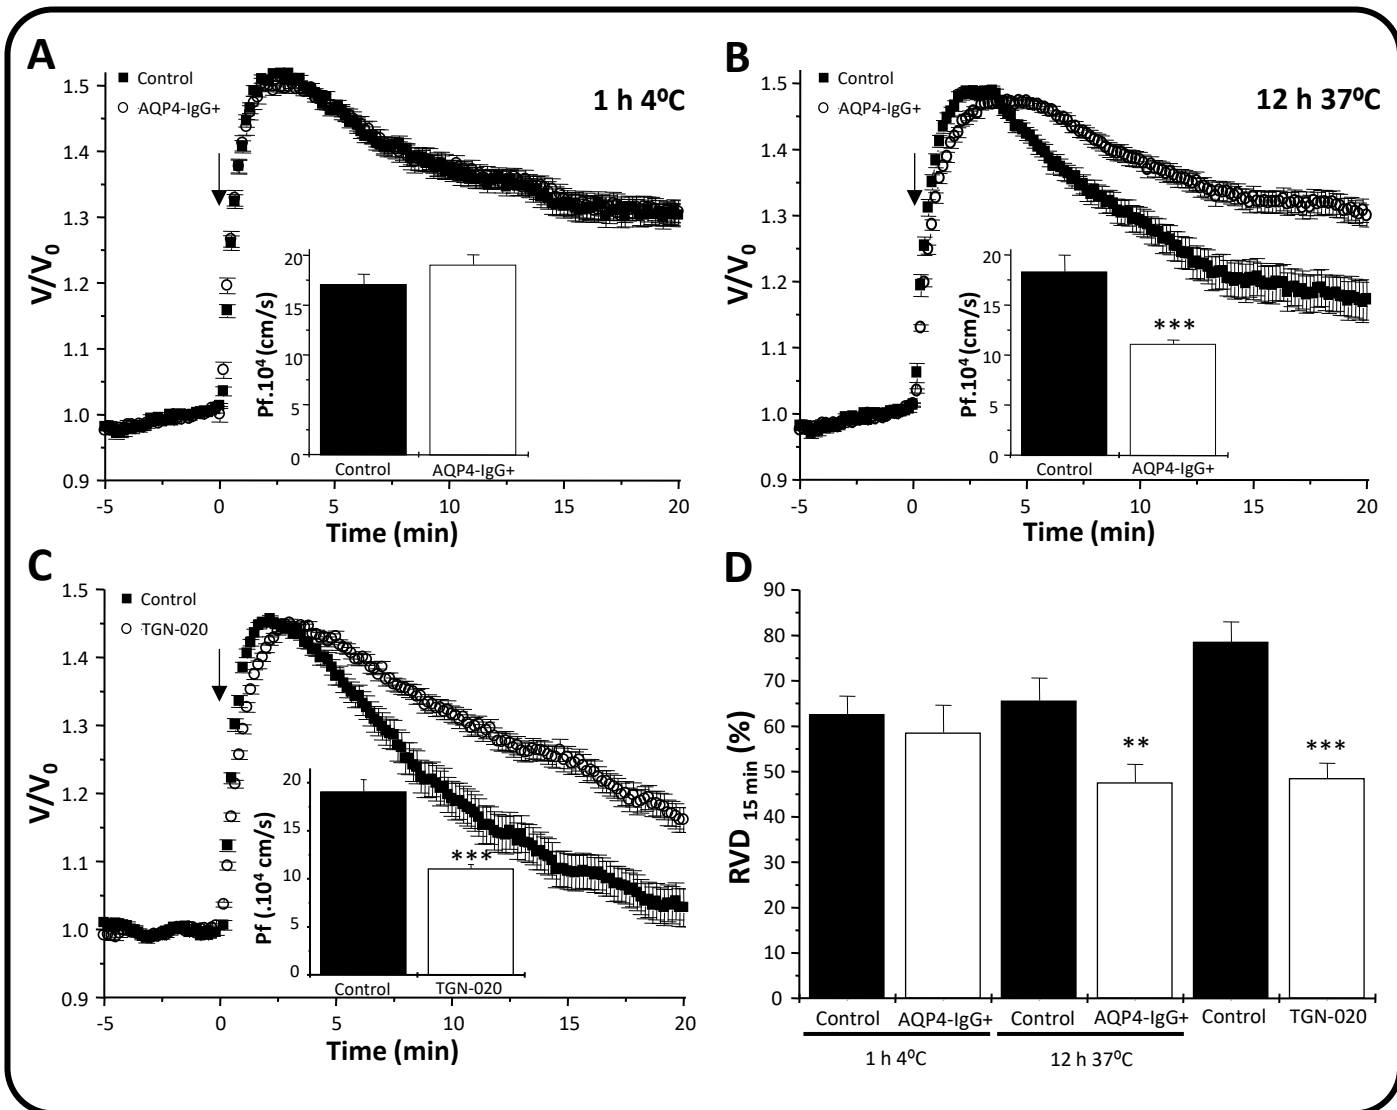 A
Control
AQP4-IgG+
1 h 4ºC
V/V0
1.5
1.4
1.3
1.2
1.1
1.0
0.9
-5 0 5 10 15 20
Time (min)
Pf.10⁴ (cm/s)
20
15
10
5
0
Control AQP4-IgG+
B
Control
AQP4-IgG+
12 h 37ºC
V/V0
1.5
1.4
1.3
1.2
1.1
1.0
0.9
-5 0 5 10 15 20
Time (min)
Pf.10⁴ (cm/s)
20
15
10
5
0
***
Control AQP4-IgG+
C
Control
TGN-020
V/V0
1.5
1.4
1.3
1.2
1.1
1.0
0.9
-5 0 5 10 15 20
Time (min)
Pf (.10⁴ cm/s)
20
15
10
5
0
***
Control TGN-020
D
RVD 15 min (%)
90
80
70
60
50
40
30
20
10
0
** ***
Control AQP4-IgG+ Control AQP4-IgG+ Control TGN-020
1 h 4ºC 12 h 37ºC